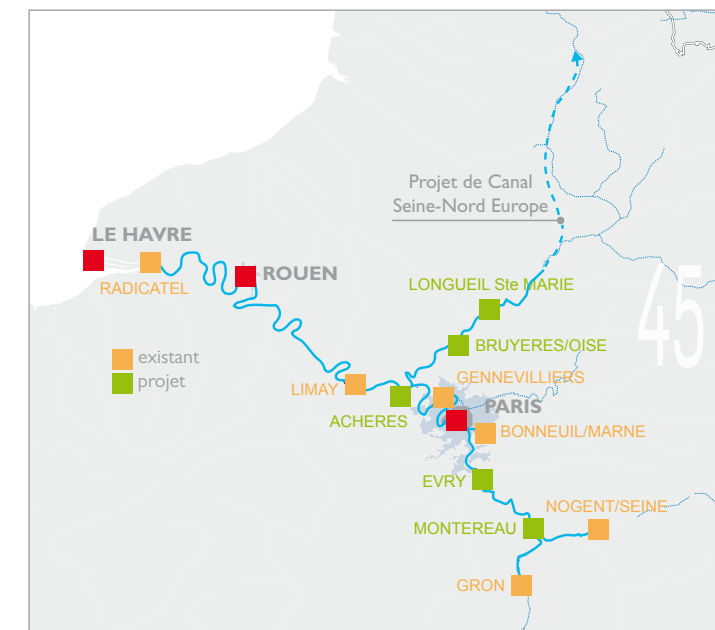 Projet de Canal
Seine-Nord Europe
LE HAVRE
ROUEN
RADICATEL
LONGUEIL Ste MARIE
45
BRUYERES/OISE
existant
projet
GENNEVILLIERS
LIMAY
PARIS
ACHERES
BONNEUIL/MARNE
EVRY
NOGENT/SEINE
MONTEREAU
GRON